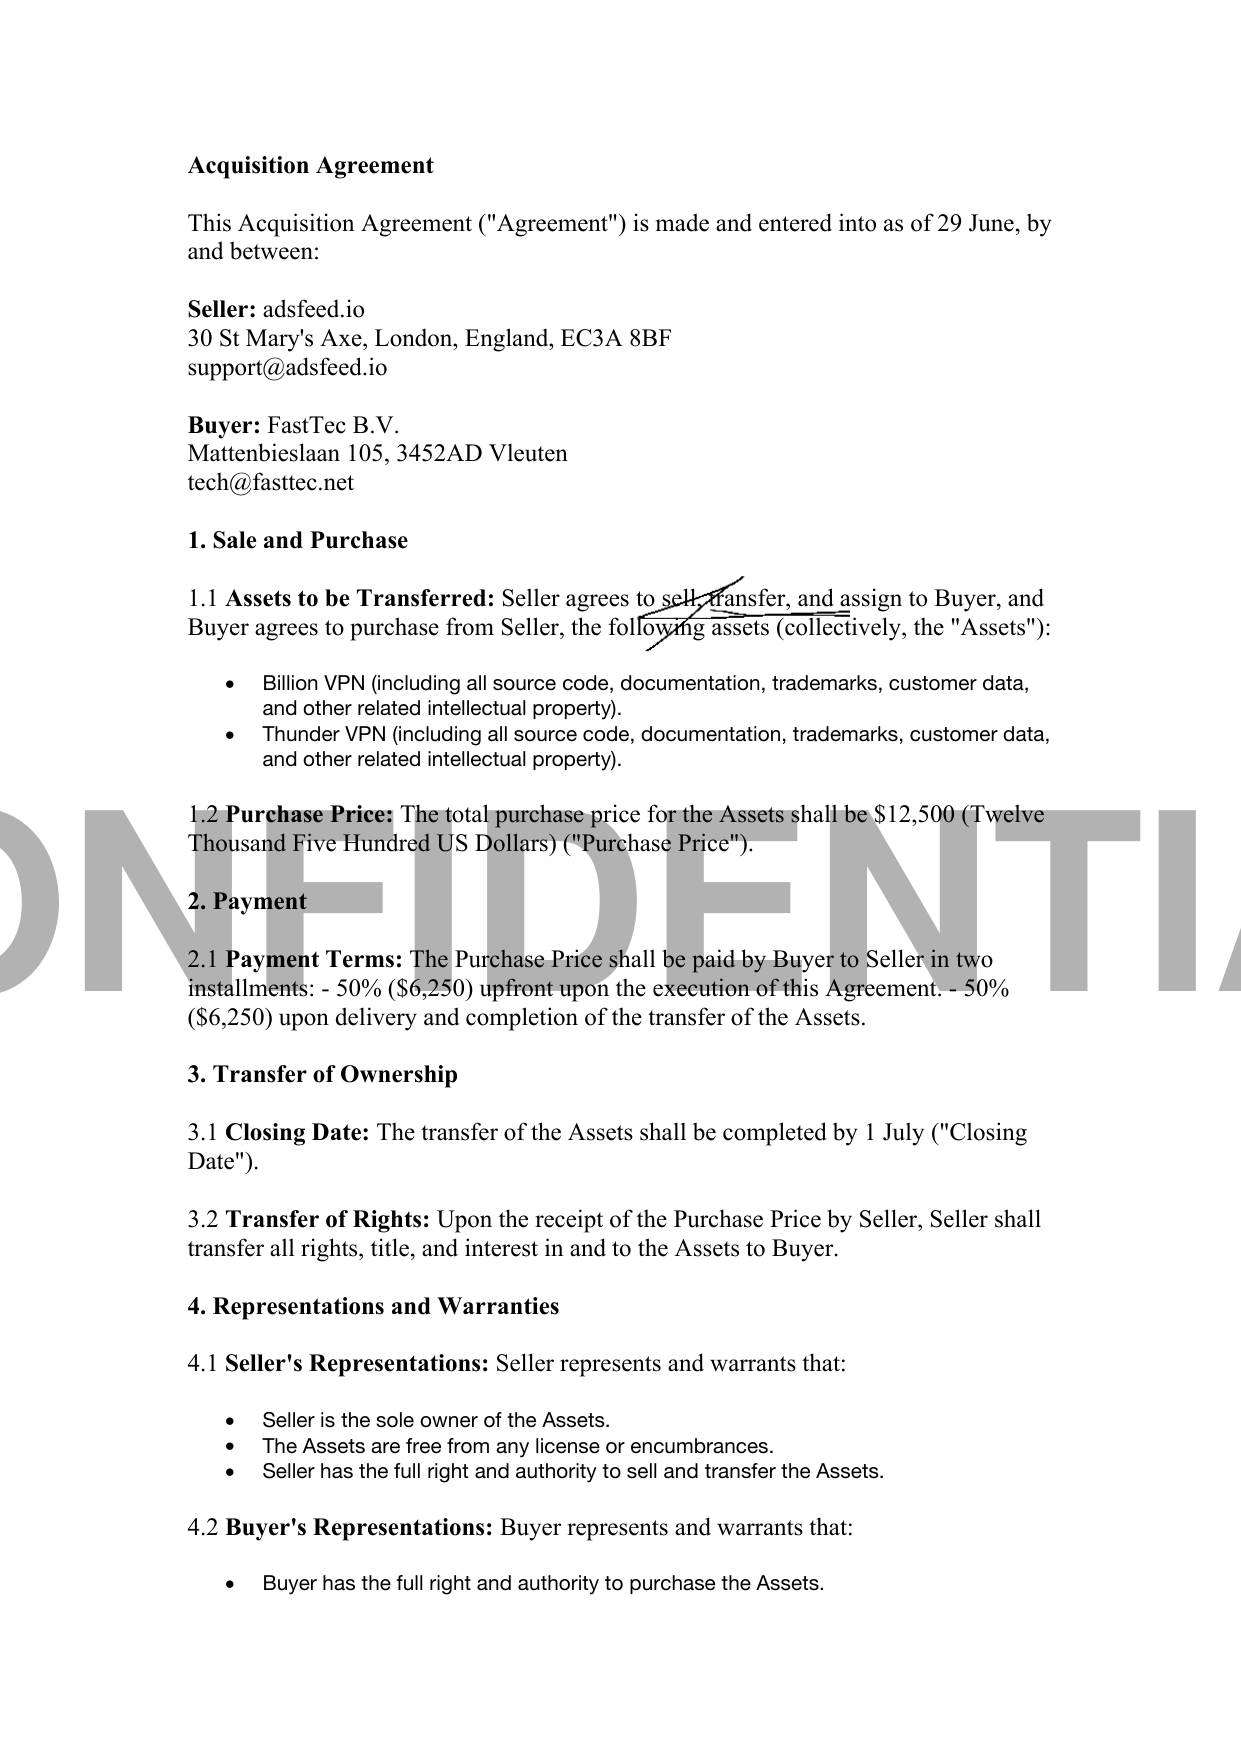 Acquisition Agreement
This Acquisition Agreement ("Agreement") is made and entered into as of 29 June, by
and between:
Seller: adsfeed.io
30 St Mary's Axe, London, England, EC3A 8BF
support@adsfeed.io
Buyer: FastTec B.V.
Mattenbieslaan 105, 3452AD Vleuten
tech@fasttec.net
1. Sale and Purchase
1.1 Assets to be Transferred: Seller agrees to sell, transfer, and assign to Buyer, and
Buyer agrees to purchase from Seller, the following assets (collectively, the "Assets"):
• Billion VPN (including all source code, documentation, trademarks, customer data,
and other related intellectual property).
• Thunder VPN (including all source code, documentation, trademarks, customer data,
and other related intellectual property).
1.2 Purchase Price: The total purchase price for the Assets shall be $12,500 (Twelve
Thousand Five Hundred US Dollars) ("Purchase Price").
ONFIDENTIA
2. Payment
2.1 Payment Terms: The Purchase Price shall be paid by Buyer to Seller in two
installments: - 50% ($6,250) upfront upon the execution of this Agreement. - 50%
($6,250) upon delivery and completion of the transfer of the Assets.
3. Transfer of Ownership
3.1 Closing Date: The transfer of the Assets shall be completed by 1 July ("Closing
Date").
3.2 Transfer of Rights: Upon the receipt of the Purchase Price by Seller, Seller shall
transfer all rights, title, and interest in and to the Assets to Buyer.
4. Representations and Warranties
4.1 Seller's Representations: Seller represents and warrants that:
• Seller is the sole owner of the Assets.
• The Assets are free from any license or encumbrances.
• Seller has the full right and authority to sell and transfer the Assets.
4.2 Buyer's Representations: Buyer represents and warrants that:
• Buyer has the full right and authority to purchase the Assets.